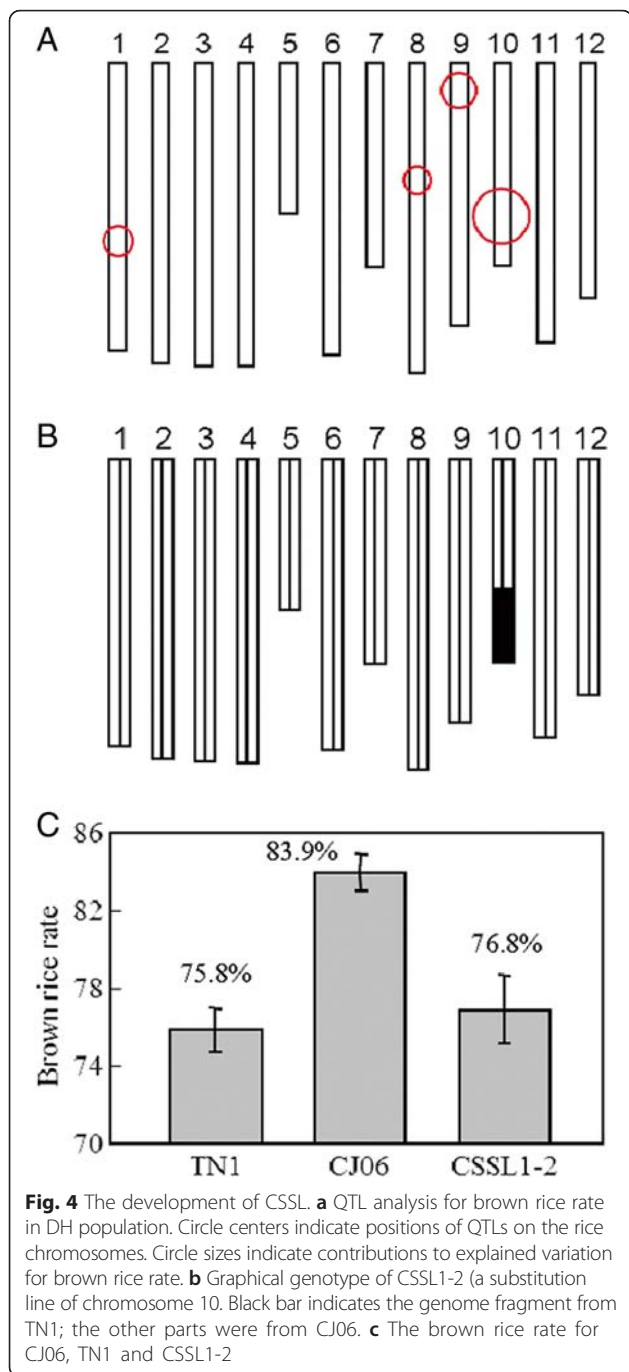 A
1 2 3 4 5 6 7 8 9 10 11 12
B
1 2 3 4 5 6 7 8 9 10 11 12
C
Brown rice rate
86
82
78
74
70
75.8%
83.9%
76.8%
TN1 CJ06 CSSL1-2
Fig. 4 The development of CSSL. a QTL analysis for brown rice rate
in DH population. Circle centers indicate positions of QTLs on the rice
chromosomes. Circle sizes indicate contributions to explained variation
for brown rice rate. b Graphical genotype of CSSL1-2 (a substitution
line of chromosome 10. Black bar indicates the genome fragment from
TN1; the other parts were from CJ06. c The brown rice rate for
CJ06, TN1 and CSSL1-2